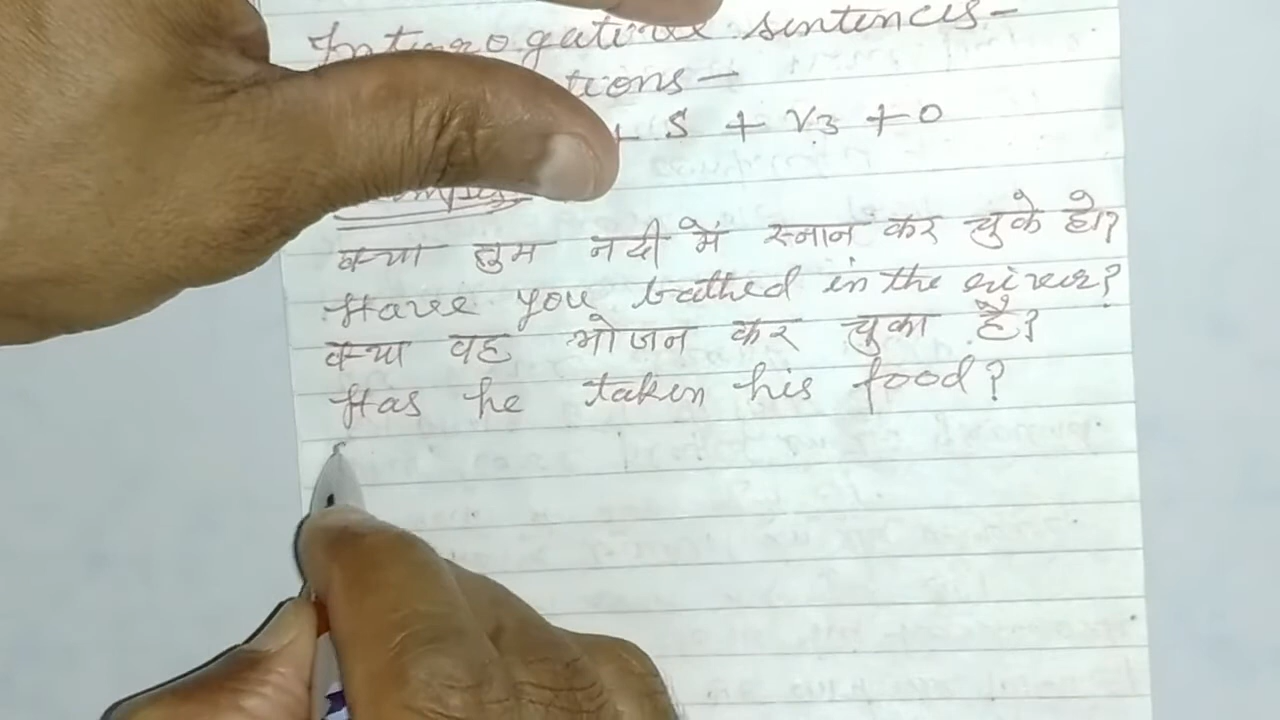 Interrogative sentences-
+ S + V3 + O
क्या तुम नदी में स्नान कर चुके हो?
Have you bathed in the river?
क्या वह भोजन कर चुका है?
Has he taken his food?